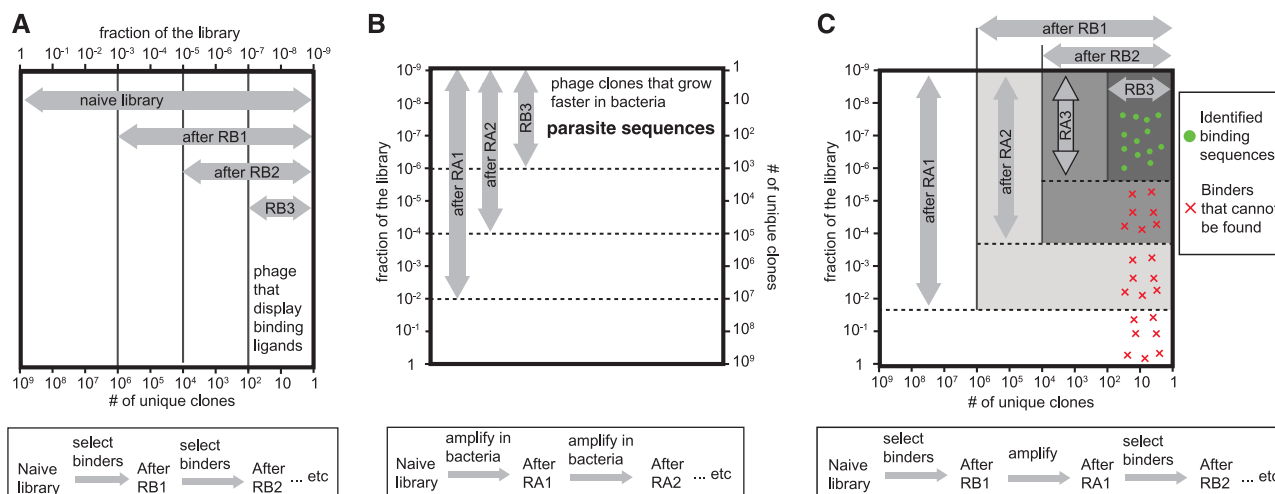 A
fraction of the library
1 10⁻¹ 10⁻² 10⁻³ 10⁻⁴ 10⁻⁵ 10⁻⁶ 10⁻⁷ 10⁻⁸ 10⁻⁹
naive library
after RB1
after RB2
RB3
phage
that
display
binding
ligands
10⁹ 10⁸ 10⁷ 10⁶ 10⁵ 10⁴ 10³ 10² 10 1
# of unique clones
Naive
library
select
binders
After
RB1
select
binders
After
RB2
... etc
B
fraction of the library
10⁻⁹
10⁻⁸
10⁻⁷
10⁻⁶
10⁻⁵
10⁻⁴
10⁻³
10⁻²
10⁻¹
1
after RA1
after RA2
RB3
phage clones that grow
faster in bacteria
parasite sequences
1
10
10²
10³
10⁴
10⁵
10⁶
10⁷
10⁸
10⁹
# of unique
clones
Naive
library
amplify in
bacteria
After
RA1
amplify in
bacteria
After
RA2
... etc
C
after RB1
after RB2
RB3
fraction of the library
10⁻⁹
10⁻⁸
10⁻⁷
10⁻⁶
10⁻⁵
10⁻⁴
10⁻³
10⁻²
10⁻¹
1
after RA1
after RA2
RA3
10⁹ 10⁸ 10⁷ 10⁶ 10⁵ 10⁴ 10³ 10² 10 1
# of unique clones
Identified
binding
sequences
Binders
that cannot
be found
Naive
library
select
binders
After
RB1
amplify
After
RA1
select
binders
After
RB2
... etc